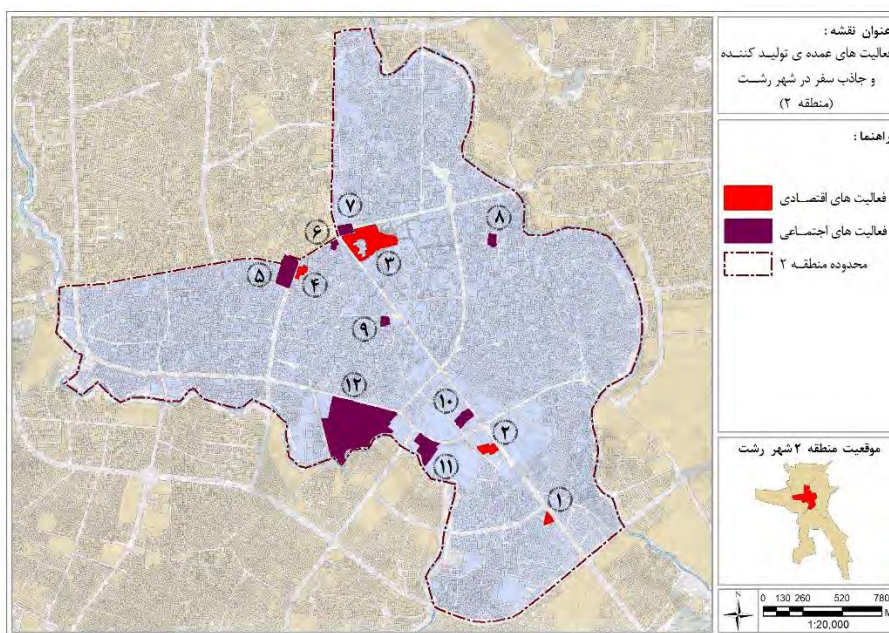 عنوان نقشه :
فعالیت های عمده ی تولید کننده
و جاذب سفر در شهر رشت
(منطقه ۲)
راهنما :
فعالیت های اقتصادی
فعالیت های اجتماعی
محدوده منطقه ۲
موقعیت منطقه ۲ شهر رشت
0 130 260 520 780
M
1:20,000
N
۷
۸
۶
۳
۵
۴
۹
۱۲
۱۰
۲
۱۱
۱